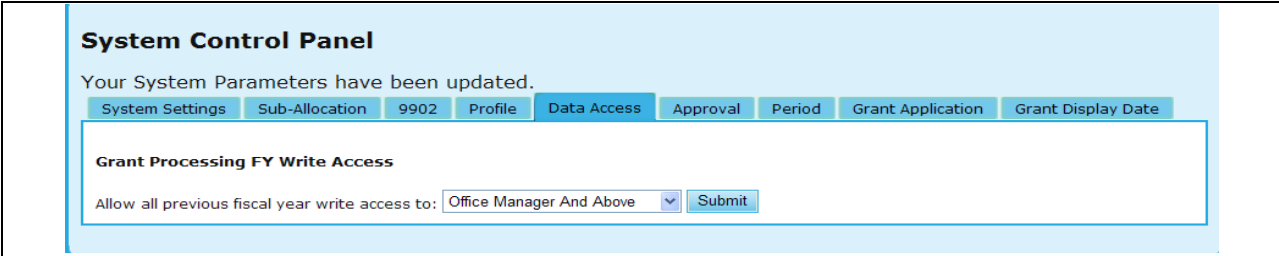 System Control Panel
Your System Parameters have been updated.
System Settings Sub-Allocation 9902 Profile Data Access Approval Period Grant Application Grant Display Date
Grant Processing FY Write Access
Allow all previous fiscal year write access to: Office Manager And Above Submit